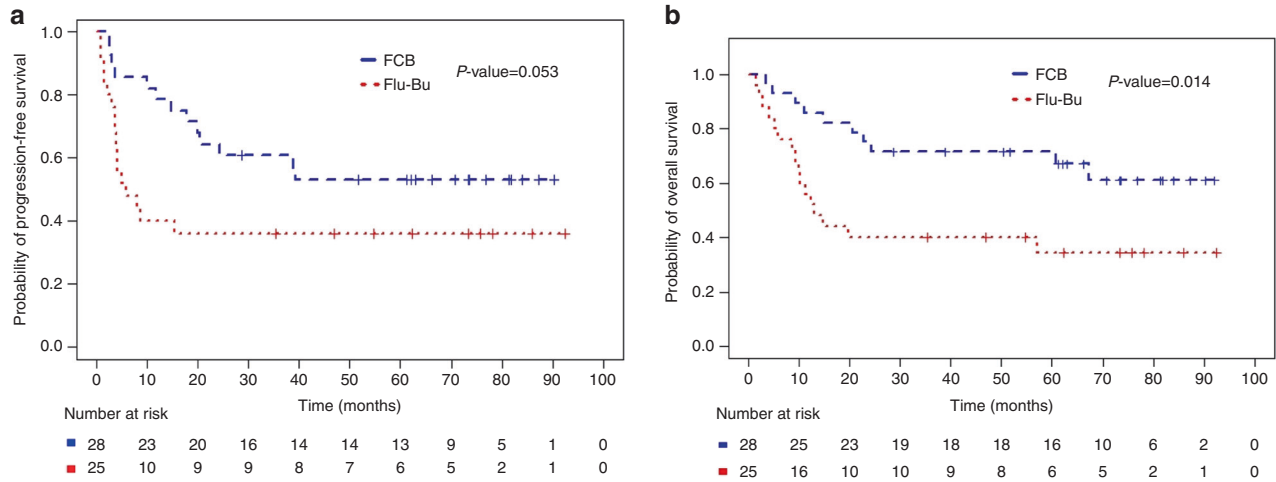 a
Probability of progression-free survival
1.0
0.8
0.6
0.4
0.2
0.0
FCB
Flu-Bu
P-value=0.053
0 10 20 30 40 50 60 70 80 90 100
Time (months)
Number at risk
28 23 20 16 14 14 13 9 5 1 0
25 10 9 9 8 7 6 5 2 1 0
b
Probability of overall survival
1.0
0.8
0.6
0.4
0.2
0.0
FCB
Flu-Bu
P-value=0.014
0 10 20 30 40 50 60 70 80 90 100
Time (months)
Number at risk
28 25 23 19 18 18 16 10 6 2 0
25 16 10 10 9 8 6 5 2 1 0